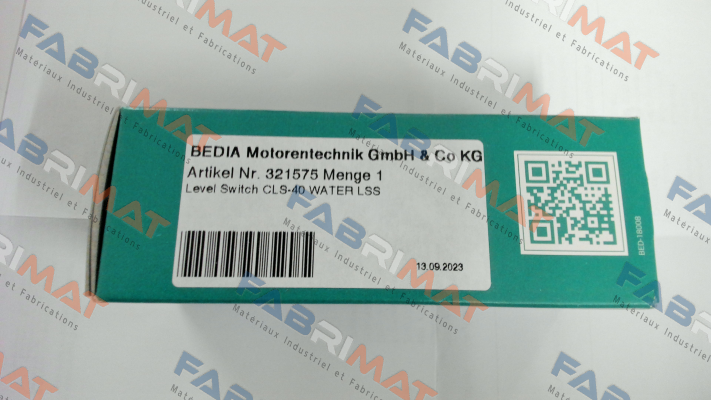 BEDIA Motorentechnik GmbH & Co KG
Artikel Nr. 321575 Menge 1
Level Switch CLS-40 WATER LSS
13.09.2023
BED-18008
FABRIMAT
Matériaux Industriel et Fabrications